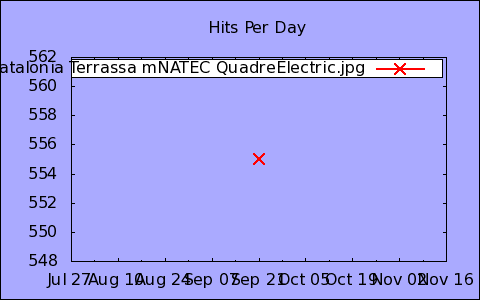 Hits Per Day
562
atalonia Terrassa mNATEC QuadreElectric.jpg
560
558
556
554
552
550
548
Jul 27 Aug 10 Aug 24 Sep 07 Sep 21 Oct 05 Oct 19 Nov 02 Nov 16